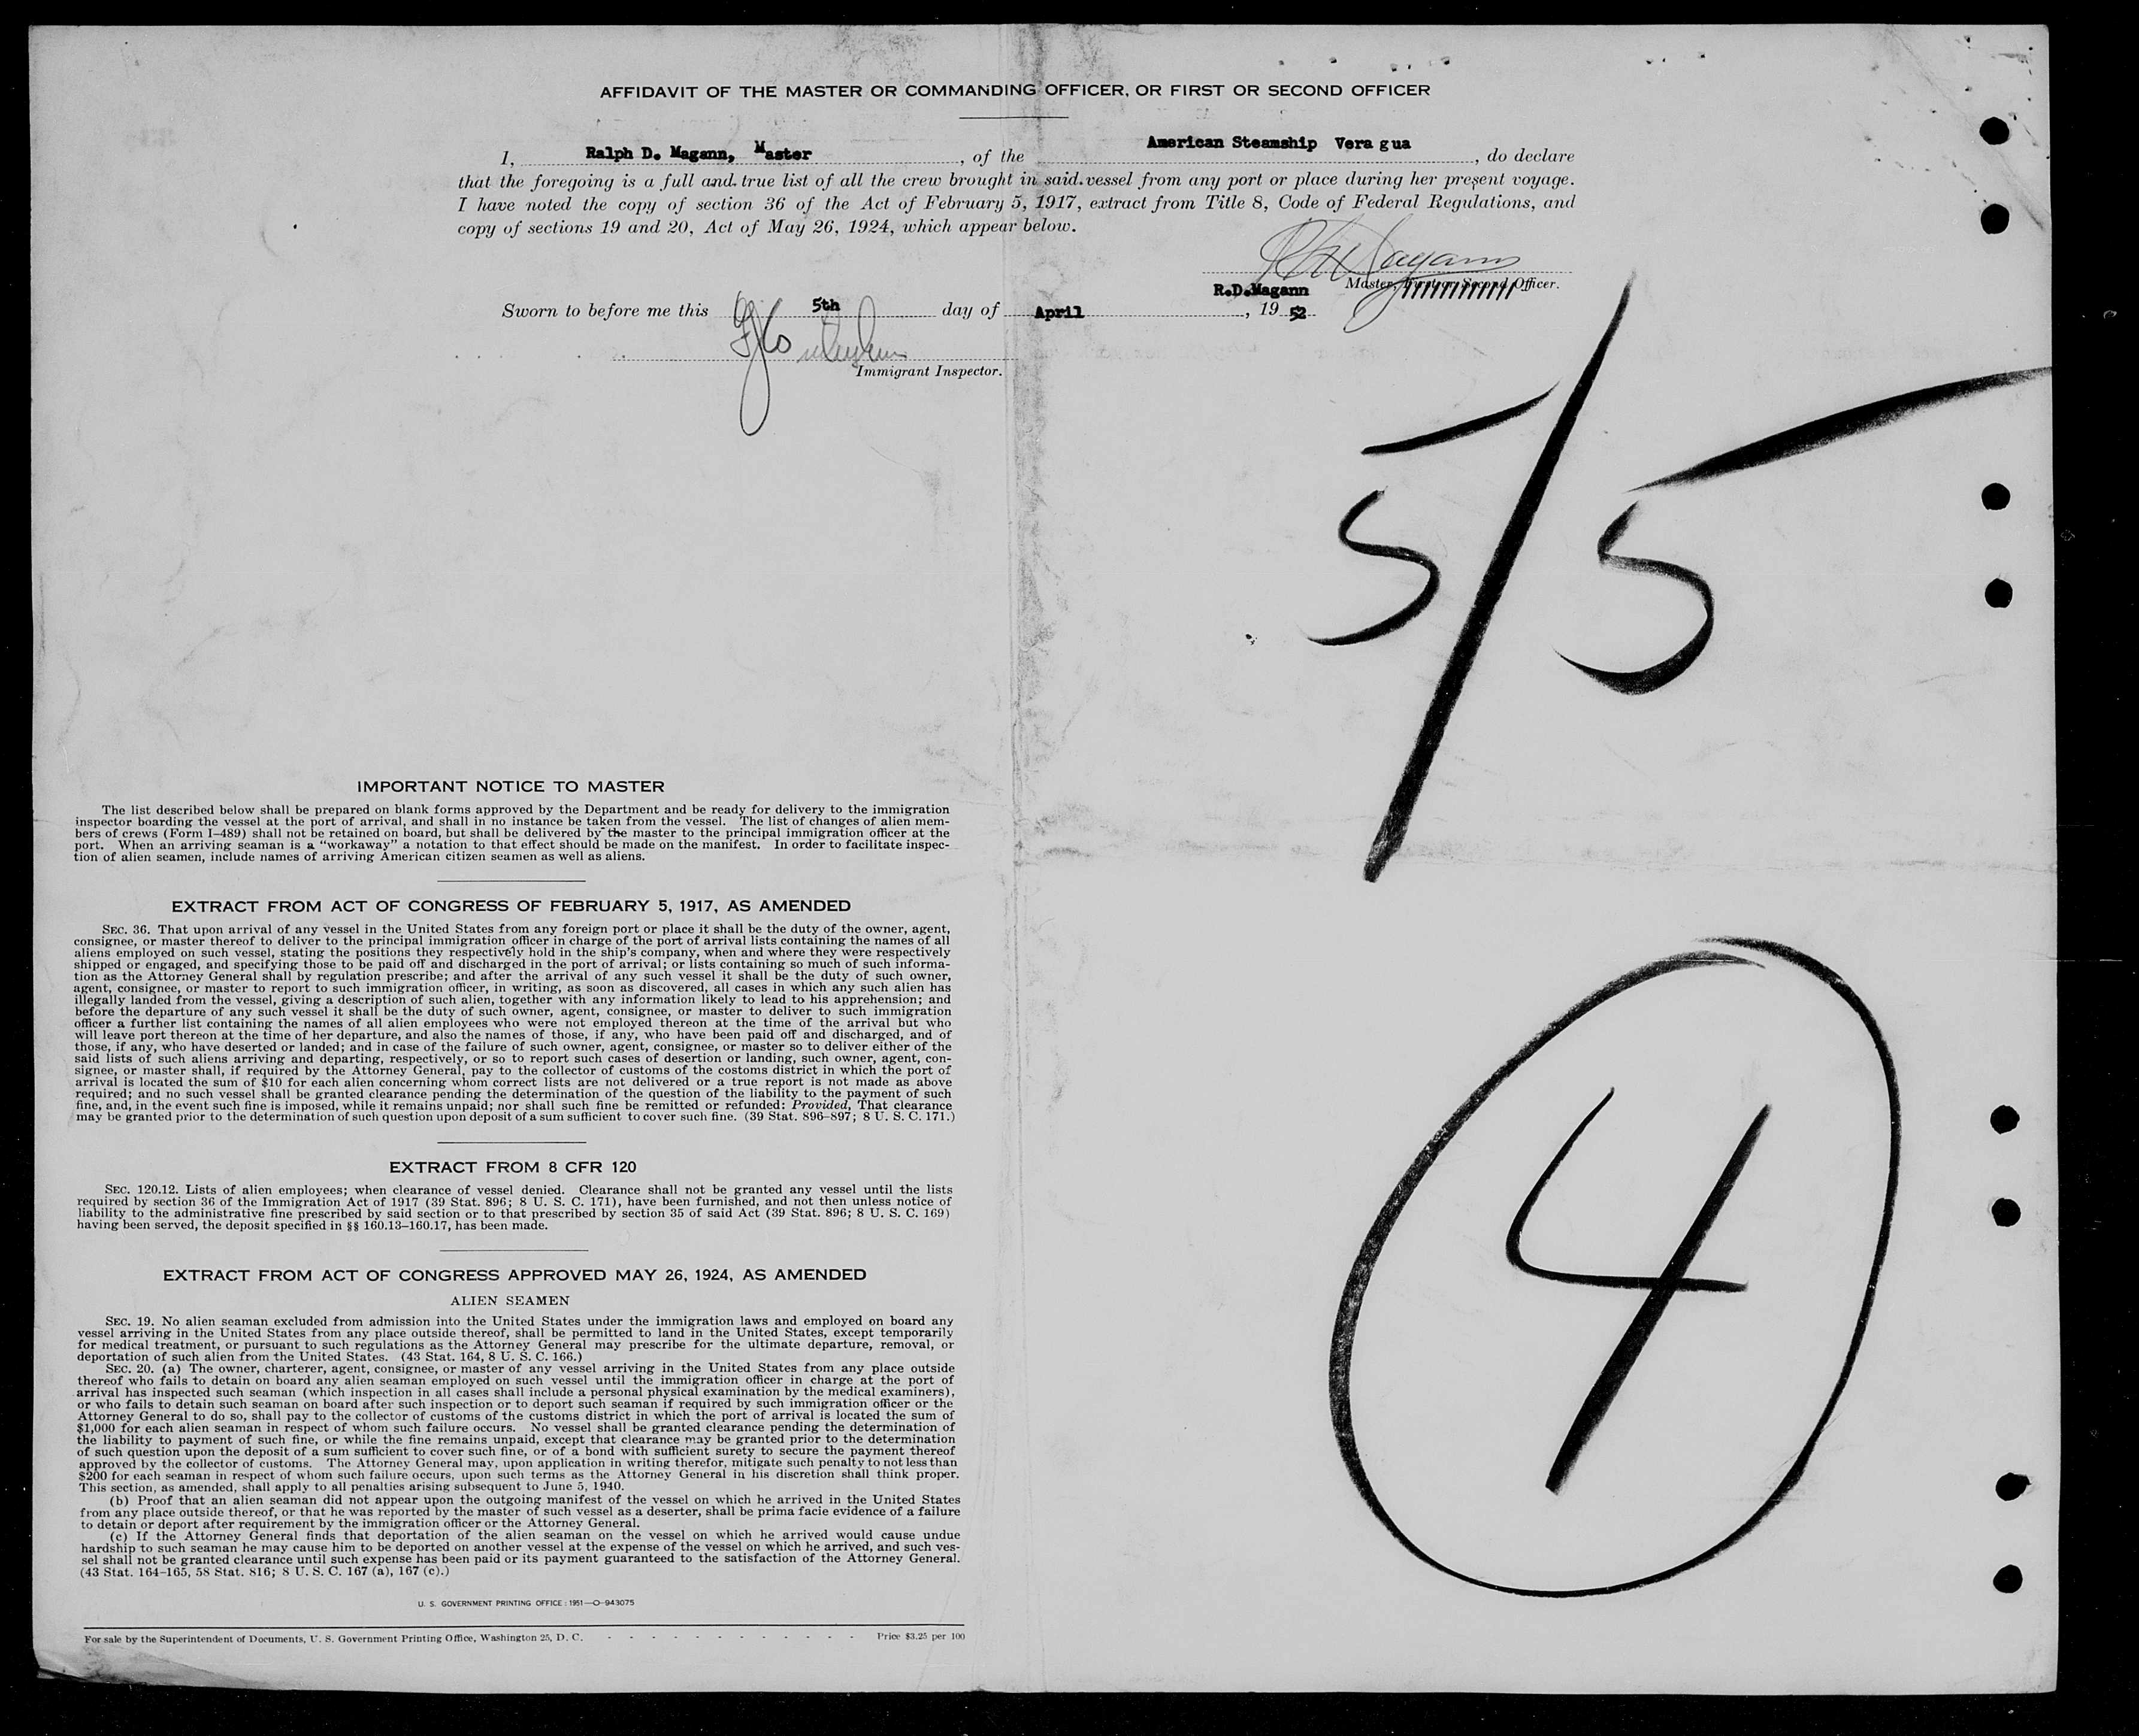 AFFIDAVIT OF THE MASTER OR COMMANDING OFFICER, OR FIRST OR SECOND OFFICER
I, Ralph D. Magann, Master, of the American Steamship Veragua, do declare
that the foregoing is a full and true list of all the crew brought in said vessel from any port or place during her present voyage.
I have noted the copy of section 36 of the Act of February 5, 1917, extract from Title 8, Code of Federal Regulations, and
copy of sections 19 and 20, Act of May 26, 1924, which appear below.
R.D.Magann Master, First or Second Officer.
Sworn to before me this 5th day of April, 1952
Immigrant Inspector.
5/5
4
IMPORTANT NOTICE TO MASTER
The list described below shall be prepared on blank forms approved by the Department and be ready for delivery to the immigration
inspector boarding the vessel at the port of arrival, and shall in no instance be taken from the vessel. The list of changes of alien mem-
bers of crews (Form I-489) shall not be retained on board, but shall be delivered by the master to the principal immigration officer at the
port. When an arriving seaman is a "workaway" a notation to that effect should be made on the manifest. In order to facilitate inspec-
tion of alien seamen, include names of arriving American citizen seamen as well as aliens.
EXTRACT FROM ACT OF CONGRESS OF FEBRUARY 5, 1917, AS AMENDED
SEC. 36. That upon arrival of any vessel in the United States from any foreign port or place it shall be the duty of the owner, agent,
consignee, or master thereof to deliver to the principal immigration officer in charge of the port of arrival lists containing the names of all
aliens employed on such vessel, stating the positions they respectively hold in the ship's company, when and where they were respectively
shipped or engaged, and specifying those to be paid off and discharged in the port of arrival; or lists containing so much of such informa-
tion as the Attorney General shall by regulation prescribe; and after the arrival of any such vessel it shall be the duty of such owner,
agent, consignee, or master to report to such immigration officer, in writing, as soon as discovered, all cases in which any such alien has
illegally landed from the vessel, giving a description of such alien, together with any information likely to lead to his apprehension; and
before the departure of any such vessel it shall be the duty of such owner, agent, consignee, or master to deliver to such immigration
officer a further list containing the names of all alien employees who were not employed thereon at the time of the arrival but who
will leave port thereon at the time of her departure, and also the names of those, if any, who have been paid off and discharged, and of
those, if any, who have deserted or landed; and in case of the failure of such owner, agent, consignee, or master so to deliver either of the
said lists of such aliens arriving and departing, respectively, or so to report such cases of desertion or landing, such owner, agent, con-
signee, or master shall, if required by the Attorney General, pay to the collector of customs of the costoms district in which the port of
arrival is located the sum of $10 for each alien concerning whom correct lists are not delivered or a true report is not made as above
required; and no such vessel shall be granted clearance pending the determination of the question of the liability to the payment of such
fine, and, in the event such fine is imposed, while it remains unpaid; nor shall such fine be remitted or refunded: Provided, That clearance
may be granted prior to the determination of such question upon deposit of a sum sufficient to cover such fine. (39 Stat. 896-897; 8 U. S. C. 171.)
EXTRACT FROM 8 CFR 120
SEC. 120.12. Lists of alien employees; when clearance of vessel denied. Clearance shall not be granted any vessel until the lists
required by section 36 of the Immigration Act of 1917 (39 Stat. 896; 8 U. S. C. 171), have been furnished, and not then unless notice of
liability to the administrative fine prescribed by said section or to that prescribed by section 35 of said Act (39 Stat. 896; 8 U. S. C. 169)
having been served, the deposit specified in §§ 160.13-160.17, has been made.
EXTRACT FROM ACT OF CONGRESS APPROVED MAY 26, 1924, AS AMENDED
ALIEN SEAMEN
SEC. 19. No alien seaman excluded from admission into the United States under the immigration laws and employed on board any
vessel arriving in the United States from any place outside thereof, shall be permitted to land in the United States, except temporarily
for medical treatment, or pursuant to such regulations as the Attorney General may prescribe for the ultimate departure, removal, or
deportation of such alien from the United States. (43 Stat. 164, 8 U. S. C. 166.)
SEC. 20. (a) The owner, charterer, agent, consignee, or master of any vessel arriving in the United States from any place outside
thereof who fails to detain on board any alien seaman employed on such vessel until the immigration officer in charge at the port of
arrival has inspected such seaman (which inspection in all cases shall include a personal physical examination by the medical examiners),
or who fails to detain such seaman on board after such inspection or to deport such seaman if required by such immigration officer or the
Attorney General to do so, shall pay to the collector of customs of the customs district in which the port of arrival is located the sum of
$1,000 for each alien seaman in respect of whom such failure occurs. No vessel shall be granted clearance pending the determination of
the liability to payment of such fine, or while the fine remains unpaid, except that clearance may be granted prior to the determination
of such question upon the deposit of a sum sufficient to cover such fine, or of a bond with sufficient surety to secure the payment thereof
approved by the collector of customs. The Attorney General may, upon application in writing therefor, mitigate such penalty to not less than
$200 for each seaman in respect of whom such failure occurs, upon such terms as the Attorney General in his discretion shall think proper.
This section, as amended, shall apply to all penalties arising subsequent to June 5, 1940.
(b) Proof that an alien seaman did not appear upon the outgoing manifest of the vessel on which he arrived in the United States
from any place outside thereof, or that he was reported by the master of such vessel as a deserter, shall be prima facie evidence of a failure
to detain or deport after requirement by the immigration officer or the Attorney General.
(c) If the Attorney General finds that deportation of the alien seaman on the vessel on which he arrived would cause undue
hardship to such seaman he may cause him to be deported on another vessel at the expense of the vessel on which he arrived, and such ves-
sel shall not be granted clearance until such expense has been paid or its payment guaranteed to the satisfaction of the Attorney General.
(43 Stat. 164-165, 58 Stat. 816; 8 U. S. C. 167 (a), 167 (c).)
U. S. GOVERNMENT PRINTING OFFICE : 1951—O-943075
For sale by the Superintendent of Documents, U. S. Government Printing Office, Washington 25, D. C. - - - - - - - - - - - - Price $3.25 per 100